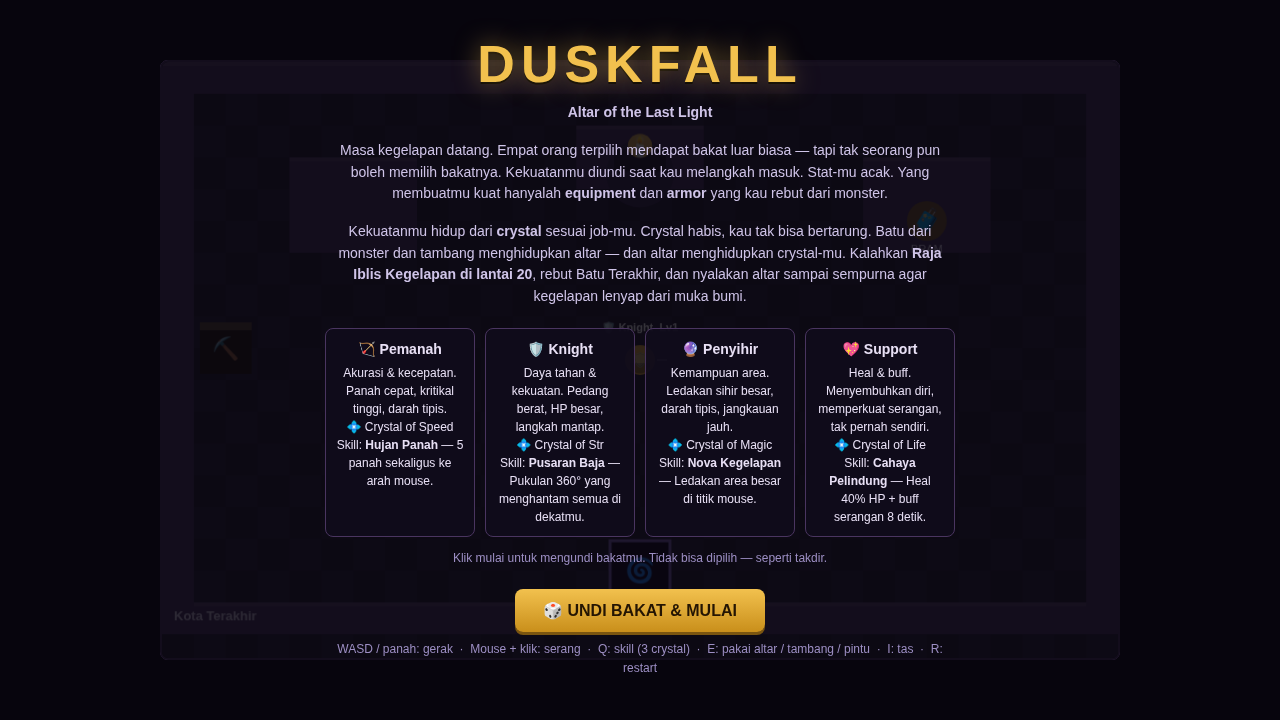 DUSKFALL
Altar of the Last Light
Masa kegelapan datang. Empat orang terpilih mendapat bakat luar biasa — tapi tak seorang pun
boleh memilih bakatnya. Kekuatanmu diundi saat kau melangkah masuk. Stat-mu acak. Yang
membuatmu kuat hanyalah equipment dan armor yang kau rebut dari monster.
Kekuatanmu hidup dari crystal sesuai job-mu. Crystal habis, kau tak bisa bertarung. Batu dari
monster dan tambang menghidupkan altar — dan altar menghidupkan crystal-mu. Kalahkan Raja
Iblis Kegelapan di lantai 20, rebut Batu Terakhir, dan nyalakan altar sampai sempurna agar
kegelapan lenyap dari muka bumi.
Knight Lv1
🏹 Pemanah
Akurasi & kecepatan.
Panah cepat, kritikal
tinggi, darah tipis.
💠 Crystal of Speed
Skill: Hujan Panah — 5
panah sekaligus ke
arah mouse.
🛡️ Knight
Daya tahan &
kekuatan. Pedang
berat, HP besar,
langkah mantap.
💠 Crystal of Str
Skill: Pusaran Baja —
Pukulan 360° yang
menghantam semua di
dekatmu.
🔮 Penyihir
Kemampuan area.
Ledakan sihir besar,
darah tipis, jangkauan
jauh.
💠 Crystal of Magic
Skill: Nova Kegelapan
— Ledakan area besar
di titik mouse.
💖 Support
Heal & buff.
Menyembuhkan diri,
memperkuat serangan,
tak pernah sendiri.
💠 Crystal of Life
Skill: Cahaya
Pelindung — Heal
40% HP + buff
serangan 8 detik.
Klik mulai untuk mengundi bakatmu. Tidak bisa dipilih — seperti takdir.
🎲 UNDI BAKAT & MULAI
Kota Terakhir
WASD / panah: gerak · Mouse + klik: serang · Q: skill (3 crystal) · E: pakai altar / tambang / pintu · I: tas · R:
restart